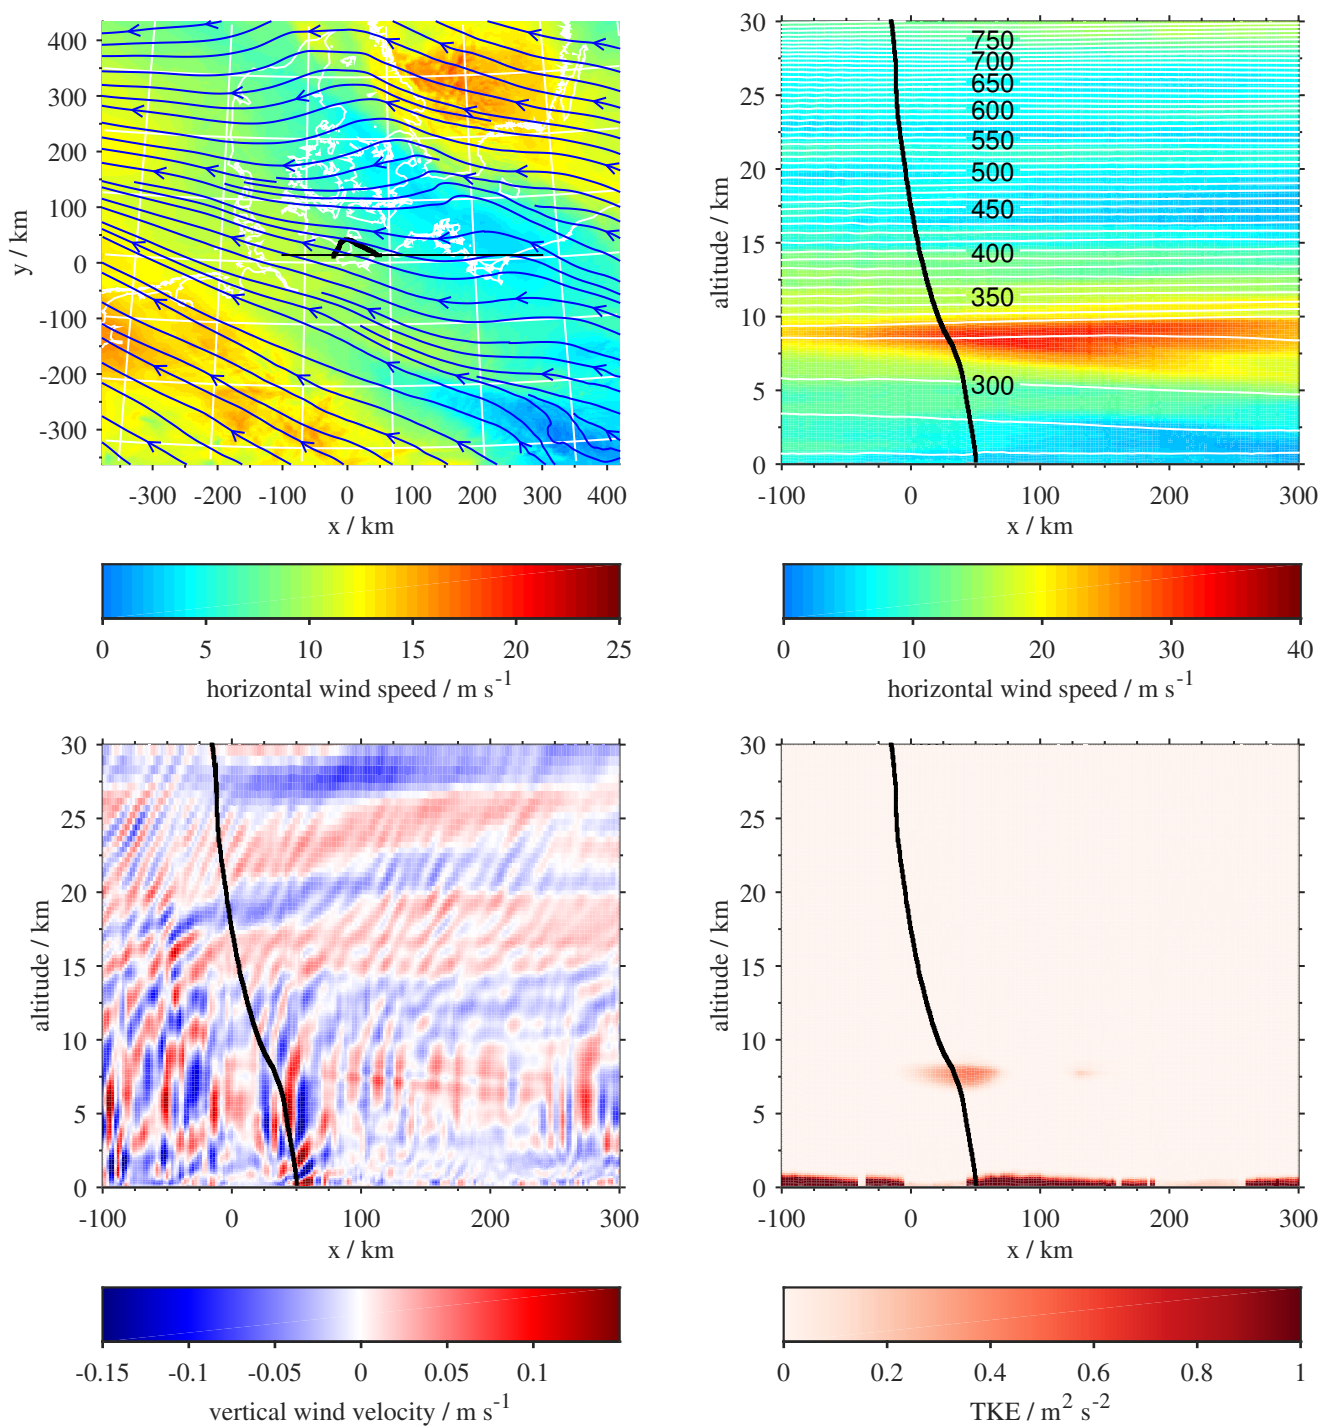 400
300
200
100
0
-100
-200
-300
y / km
-300 -200 -100 0 100 200 300 400
x / km
0 5 10 15 20 25
horizontal wind speed / m s⁻¹
30
25
20
15
10
5
0
altitude / km
750
700
650
600
550
500
450
400
350
300
-100 0 100 200 300
x / km
0 10 20 30 40
horizontal wind speed / m s⁻¹
30
25
20
15
10
5
0
altitude / km
-100 0 100 200 300
x / km
-0.15 -0.1 -0.05 0 0.05 0.1
vertical wind velocity / m s⁻¹
30
25
20
15
10
5
0
altitude / km
-100 0 100 200 300
x / km
0 0.2 0.4 0.6 0.8 1
TKE / m² s⁻²